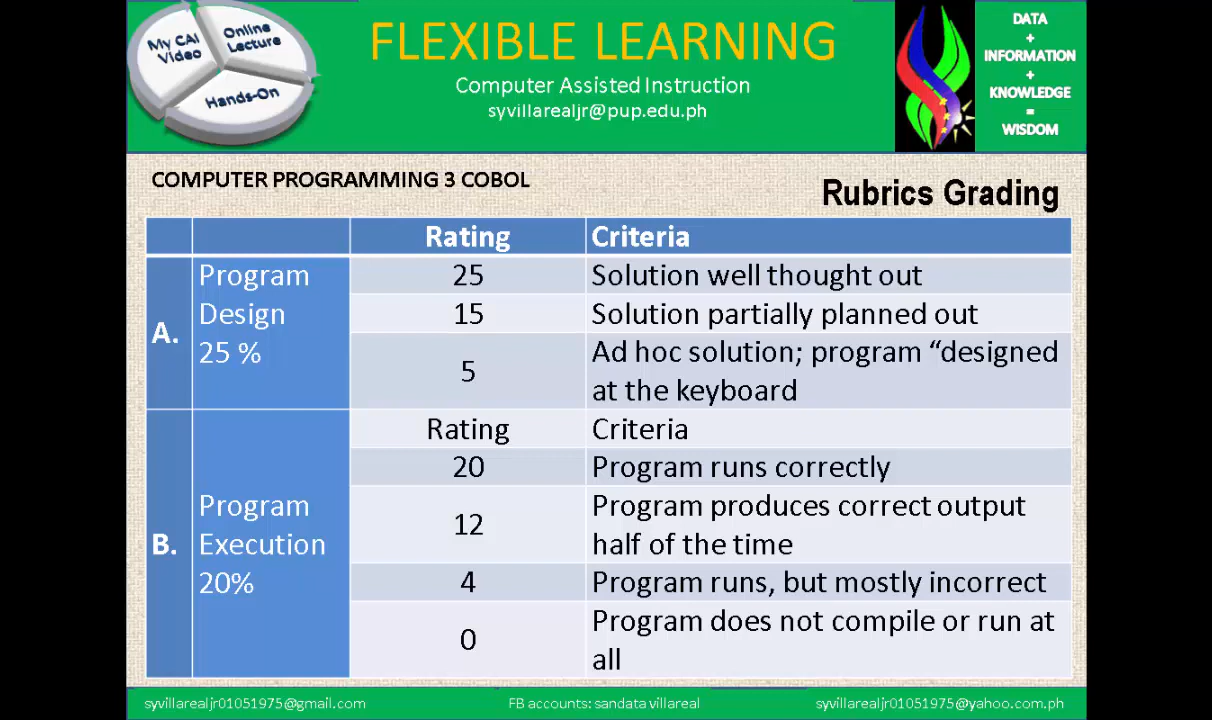 My CAI
Video
Online
Lecture
Hands-On
FLEXIBLE LEARNING
Computer Assisted Instruction
syvillarealjr@pup.edu.ph
DATA
+
INFORMATION
+
KNOWLEDGE
=
WISDOM
COMPUTER PROGRAMMING 3 COBOL
Rubrics Grading
Rating Criteria
A. Program
Design
25 %
25 Solution well thought out
15 Solution partially planned out
5 Ad hoc solution; program “designed
at the keyboard
B. Program
Execution
20%
Rating Criteria
20 Program runs correctly
12 Program produces correct output
half of the time
4 Program runs, but mostly incorrect
0 Program does not compile or run at
all
syvillarealjr01051975@gmail.com
FB accounts: sandata villareal
syvillarealjr01051975@yahoo.com.ph